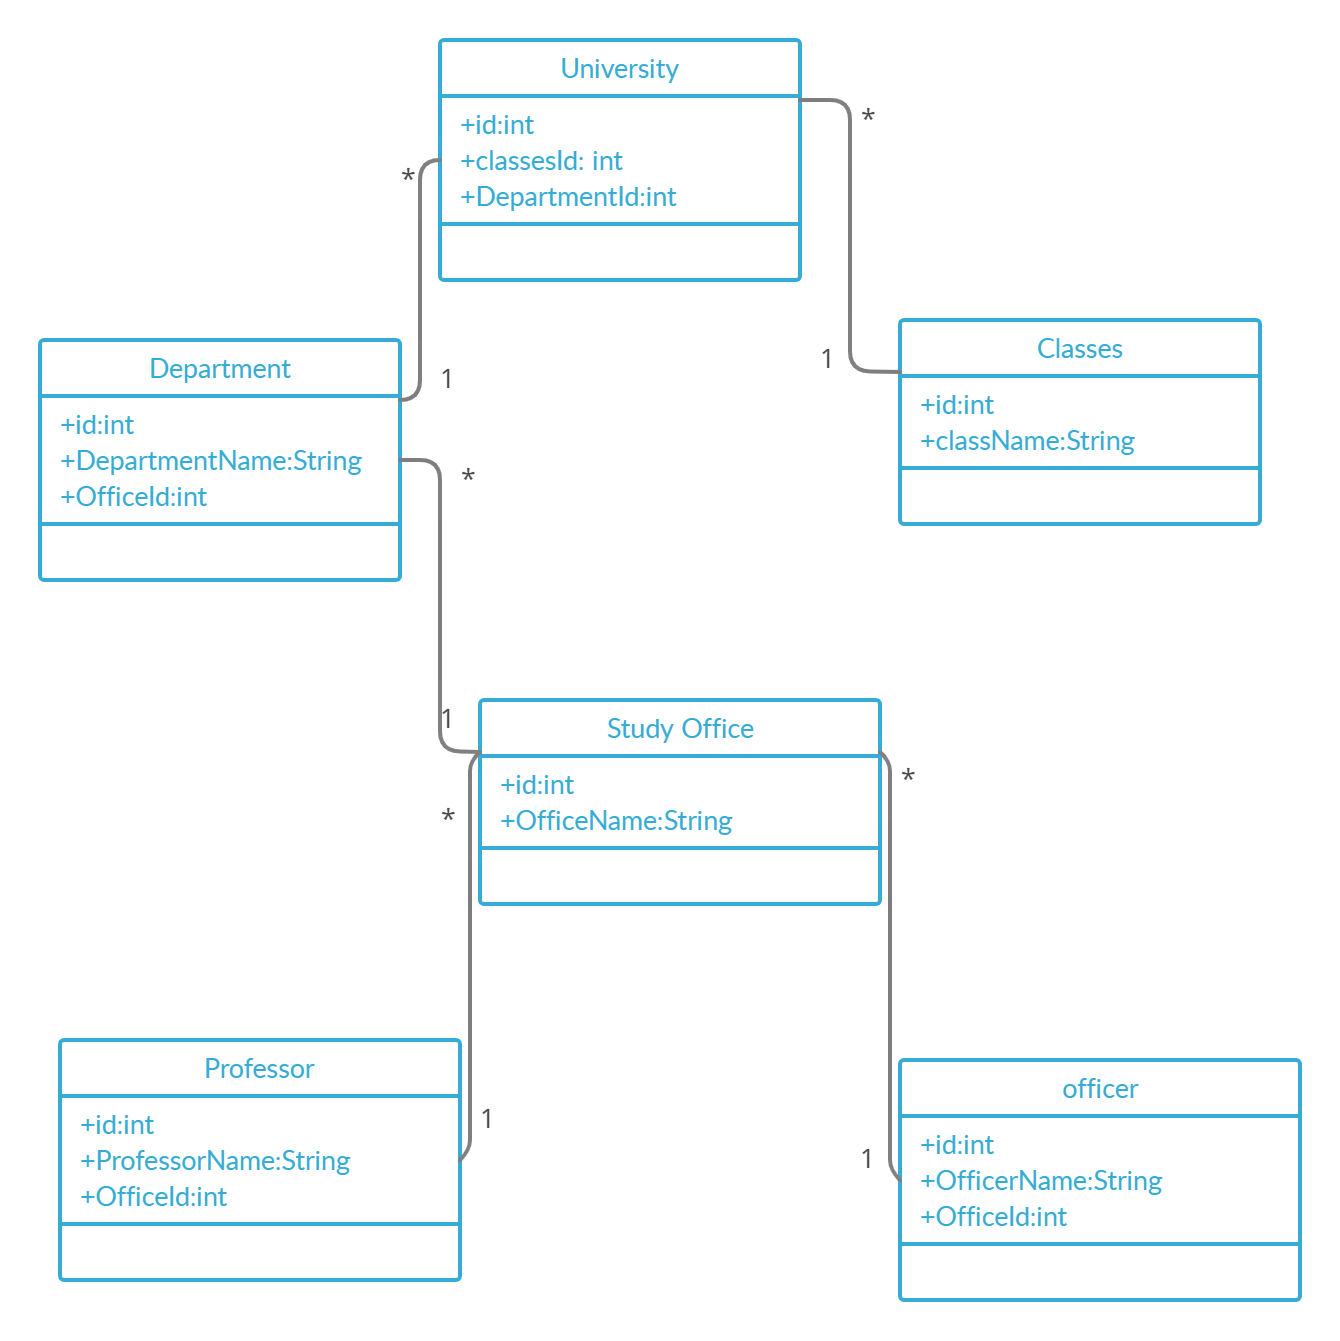 University
+id:int
+classesId: int
+DepartmentId:int
*
*
1
1
Classes
+id:int
+className:String
Department
+id:int
+DepartmentName:String
+OfficeId:int
*
1
Study Office
+id:int
+OfficeName:String
*
*
1
1
Professor
+id:int
+ProfessorName:String
+OfficeId:int
officer
+id:int
+OfficerName:String
+OfficeId:int